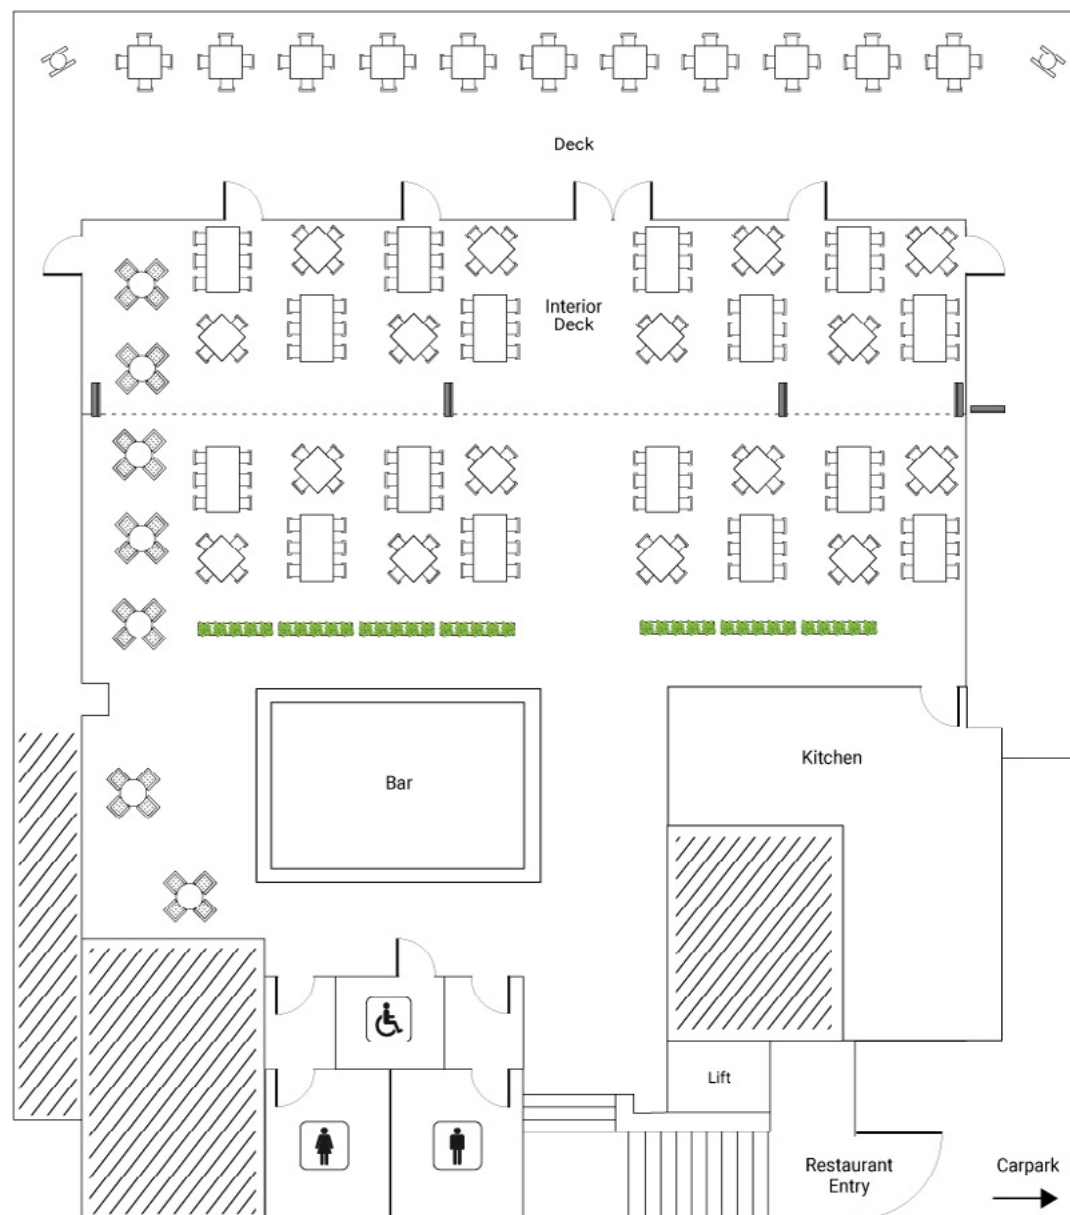 Deck
Interior
Deck
Kitchen
Bar
Lift
Restaurant
Entry
Carpark